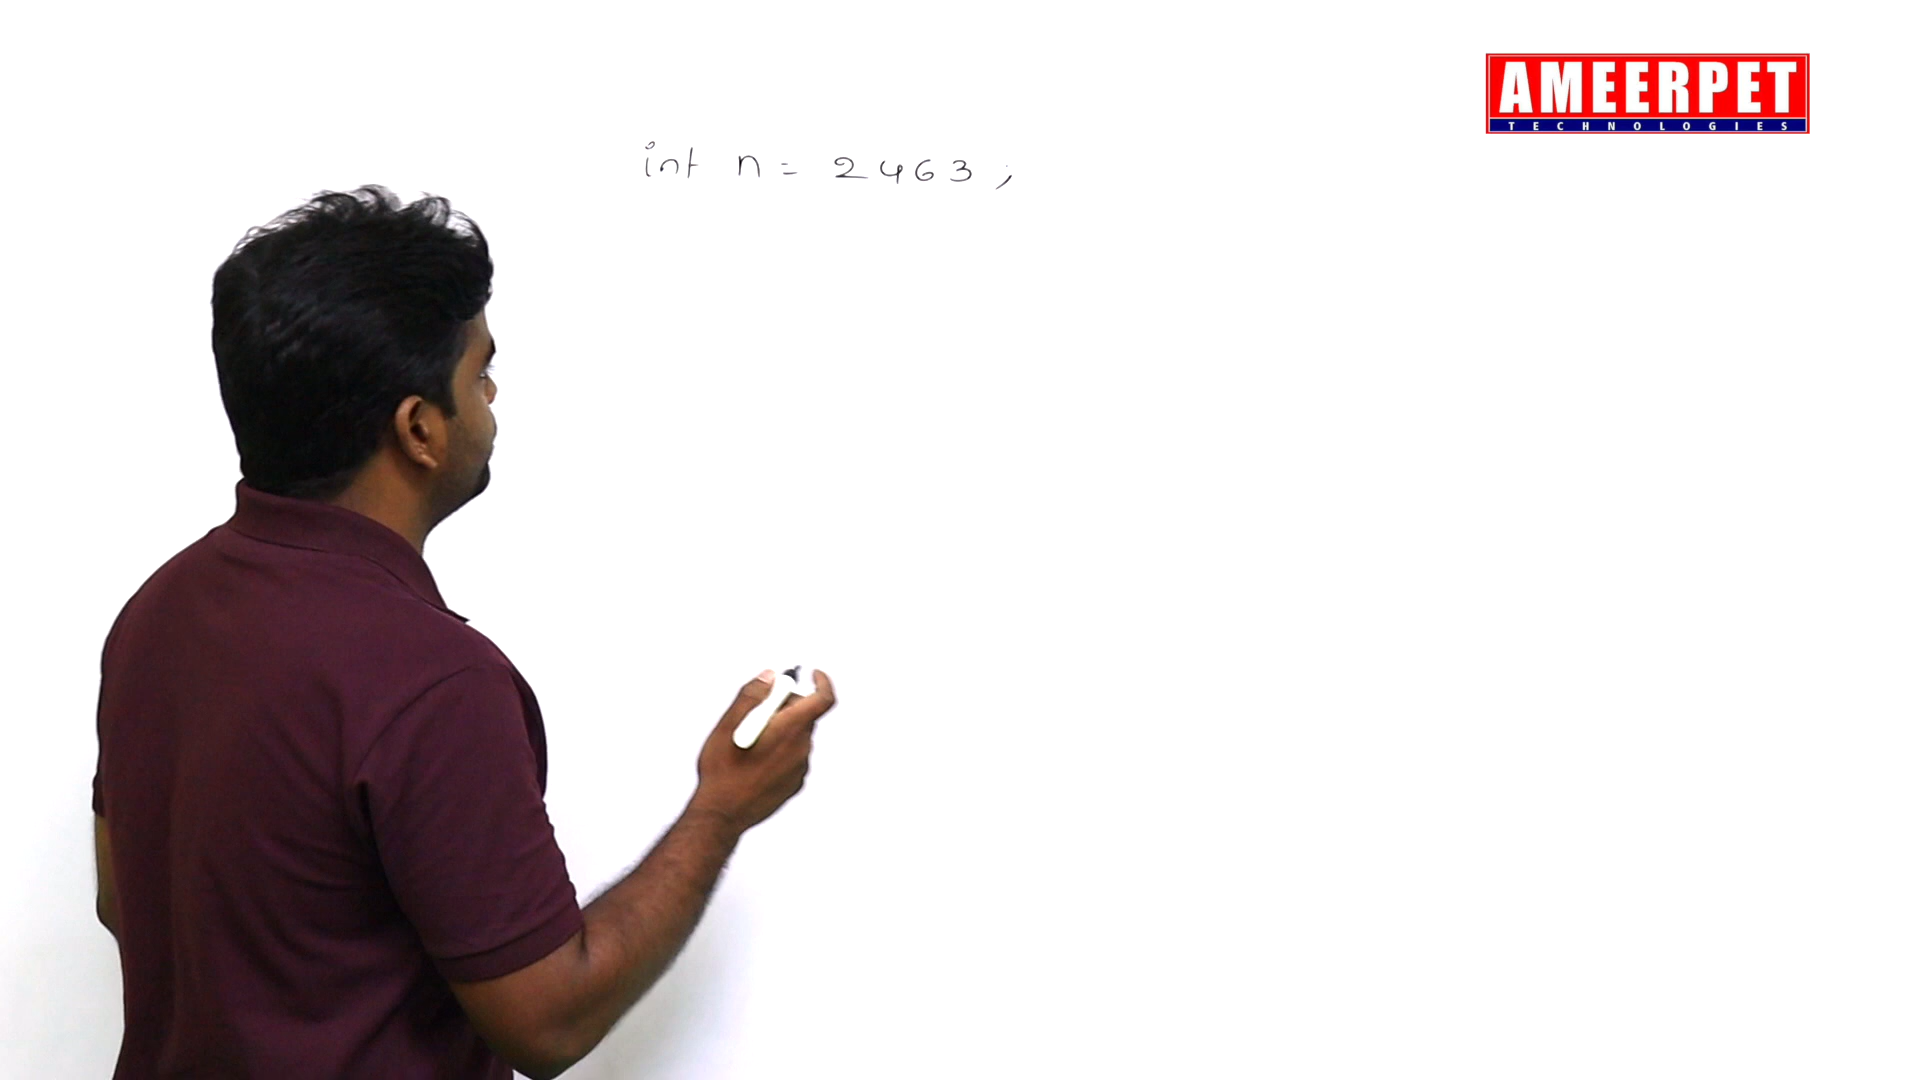 AMEERPET
TECHNOLOGIES
int n = 2463 ;